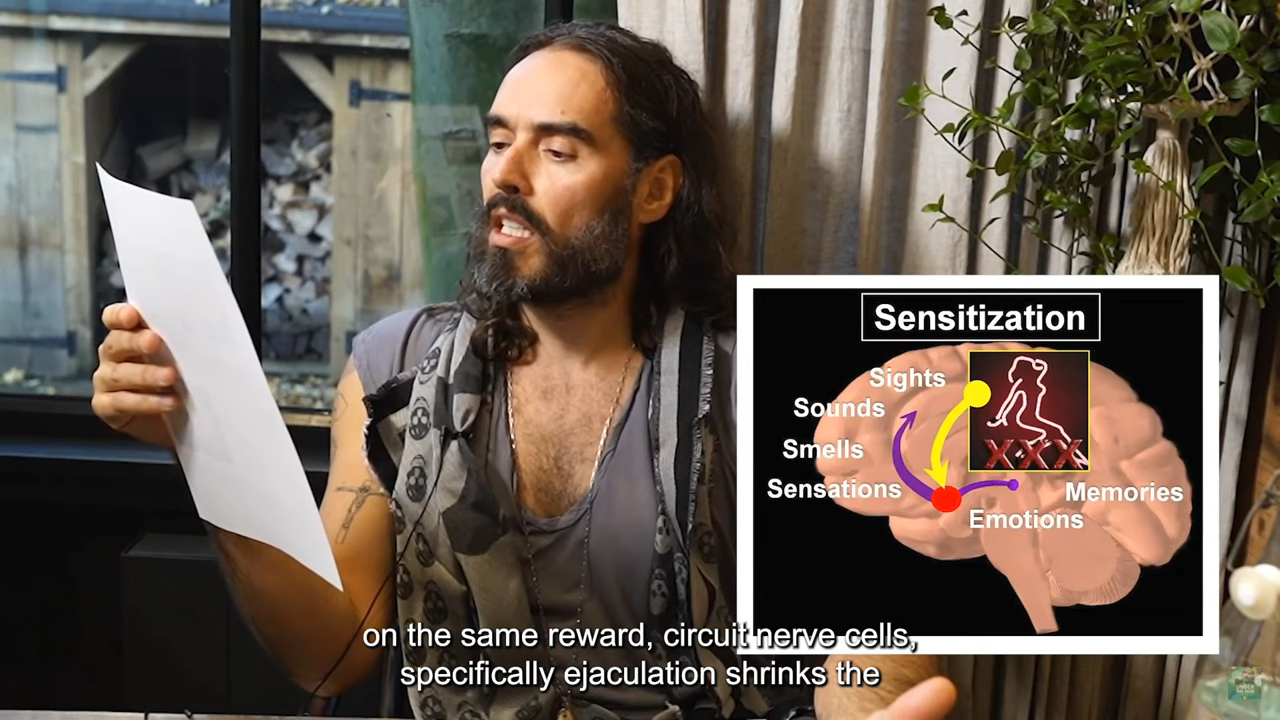 Sensitization
Sights
Sounds
Smells
Sensations
XXX
Memories
Emotions
on the same reward, circuit nerve cells,
specifically ejaculation shrinks the